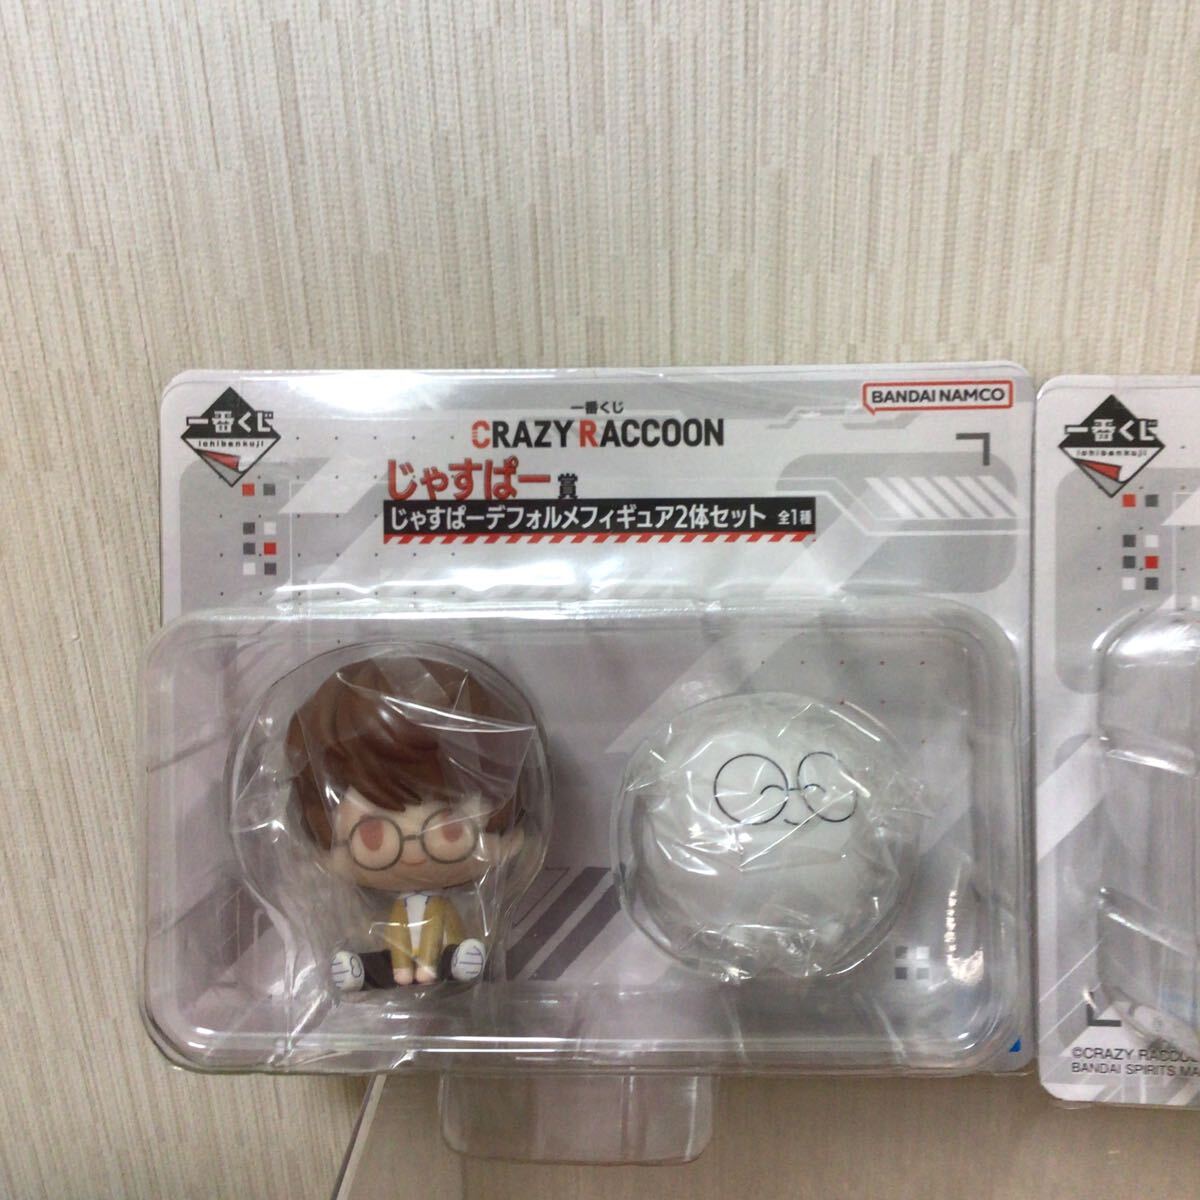 一番くじ
ichibankuji
一番くじ
CRAZY RACCOON
じゃすぱー賞
じゃすぱーデフォルメフィギュア2体セット 全1種
BANDAI NAMCO
一番くじ
ichibankuji
©CRAZY
BANDAI SPIRITS